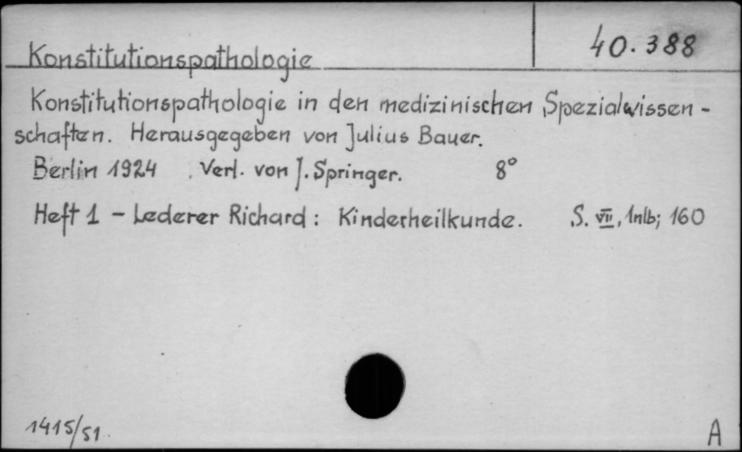 Konstitutionspathologie
40.388
Konstitutionspathologie in den medizinischen Spezialwissen-
schaften. Herausgegeben von Julius Bauer.
Berlin 1924. Verl. von J. Springer. 8°
Heft 1 - Lederer Richard: Kinderheilkunde. S. VII, 1nlb; 160
1415/51.
A